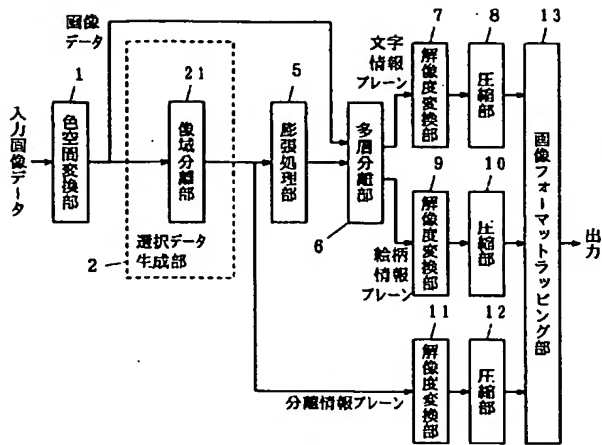 画像
データ
1
21
5
文字
情報
プレーン
7
8
13
入力画像データ
色空間変換部
像域分離部
膨張処理部
多層分離部
解像度変換部
圧縮部
画像フォーマットラッピング部
選択データ
生成部
2
6
9
10
絵柄
情報
プレーン
解像度変換部
圧縮部
出力
11
12
分離情報プレーン
解像度変換部
圧縮部